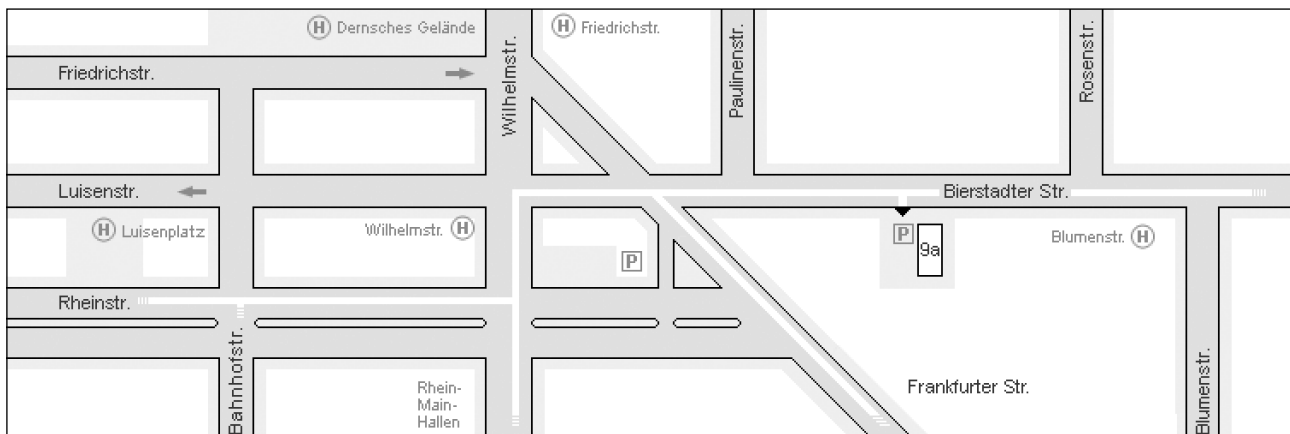 H Dernsches Gelände
H Friedrichstr.
Friedrichstr.
Wilhelmstr.
Paulinenstr.
Rosenstr.
Luisenstr.
Bierstadter Str.
H Luisenplatz
Wilhelmstr. H
P
P
9a
Blumenstr. H
Rheinstr.
Bahnhofstr.
Rhein-
Main-
Hallen
Frankfurter Str.
Blumenstr.